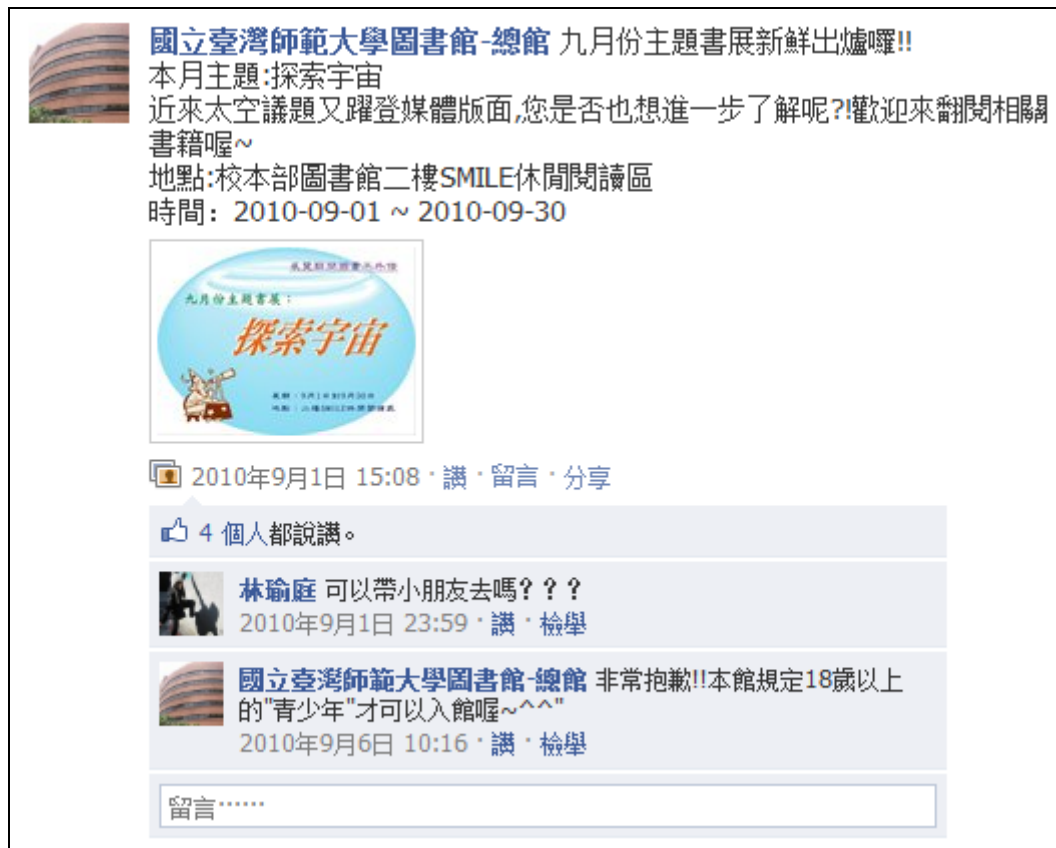 國立臺灣師範大學圖書館-總館 九月份主題書展新鮮出爐囉!!
本月主題:探索宇宙
近來太空議題又躍登媒體版面,您是否也想進一步了解呢?!歡迎來翻閱相關
書籍喔~
地點:校本部圖書館二樓SMILE休閒閱讀區
時間: 2010-09-01 ~ 2010-09-30
九月份主題書展:
探索宇宙
2010年9月1日 15:08 · 讚 · 留言 · 分享
4 個人都說讚。
林瑜庭 可以帶小朋友去嗎???
2010年9月1日 23:59 · 讚 · 檢舉
國立臺灣師範大學圖書館-總館 非常抱歉!!本館規定18歲以上
的"青少年"才可以入館喔~^^"
2010年9月6日 10:16 · 讚 · 檢舉
留言……